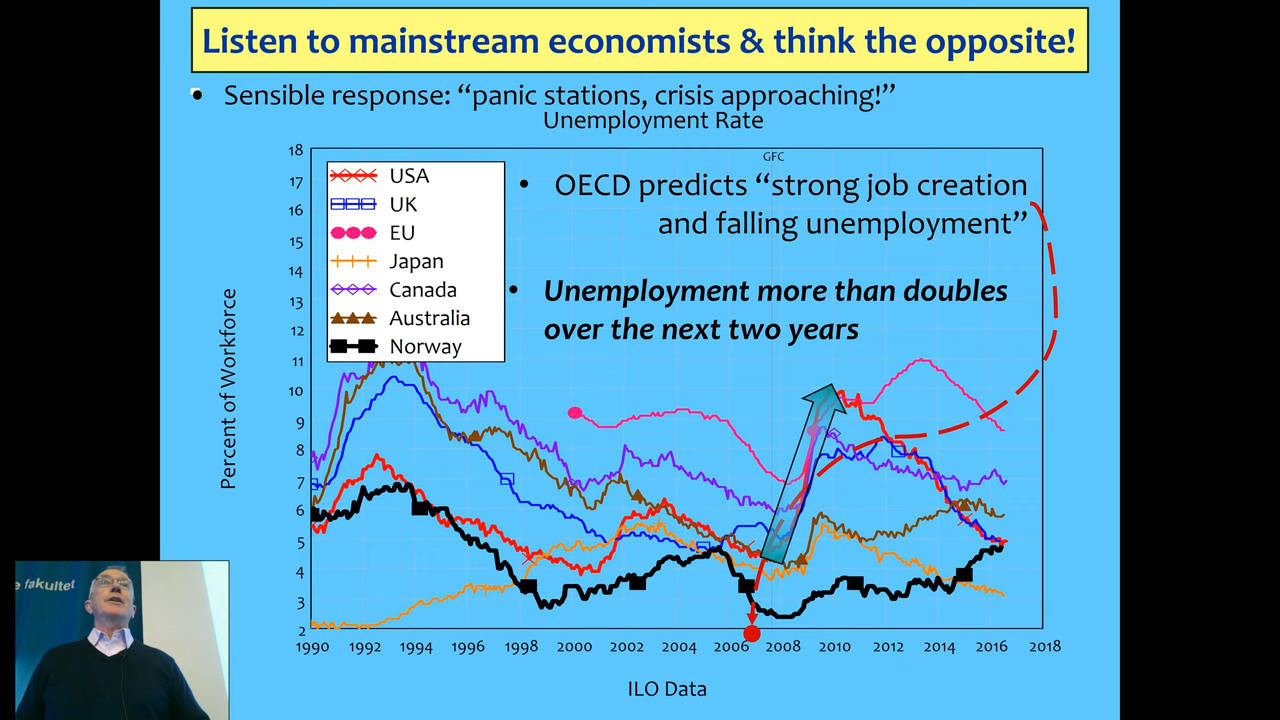 Listen to mainstream economists & think the opposite!
• Sensible response: “panic stations, crisis approaching!”
Unemployment Rate
GFC
• OECD predicts “strong job creation
and falling unemployment”
• Unemployment more than doubles
over the next two years
USA
UK
EU
Japan
Canada
Australia
Norway
Percent of Workforce
18
17
16
15
14
13
12
11
10
9
8
7
6
5
4
3
2
1990 1992 1994 1996 1998 2000 2002 2004 2006 2008 2010 2012 2014 2016 2018
ILO Data
e fakultet